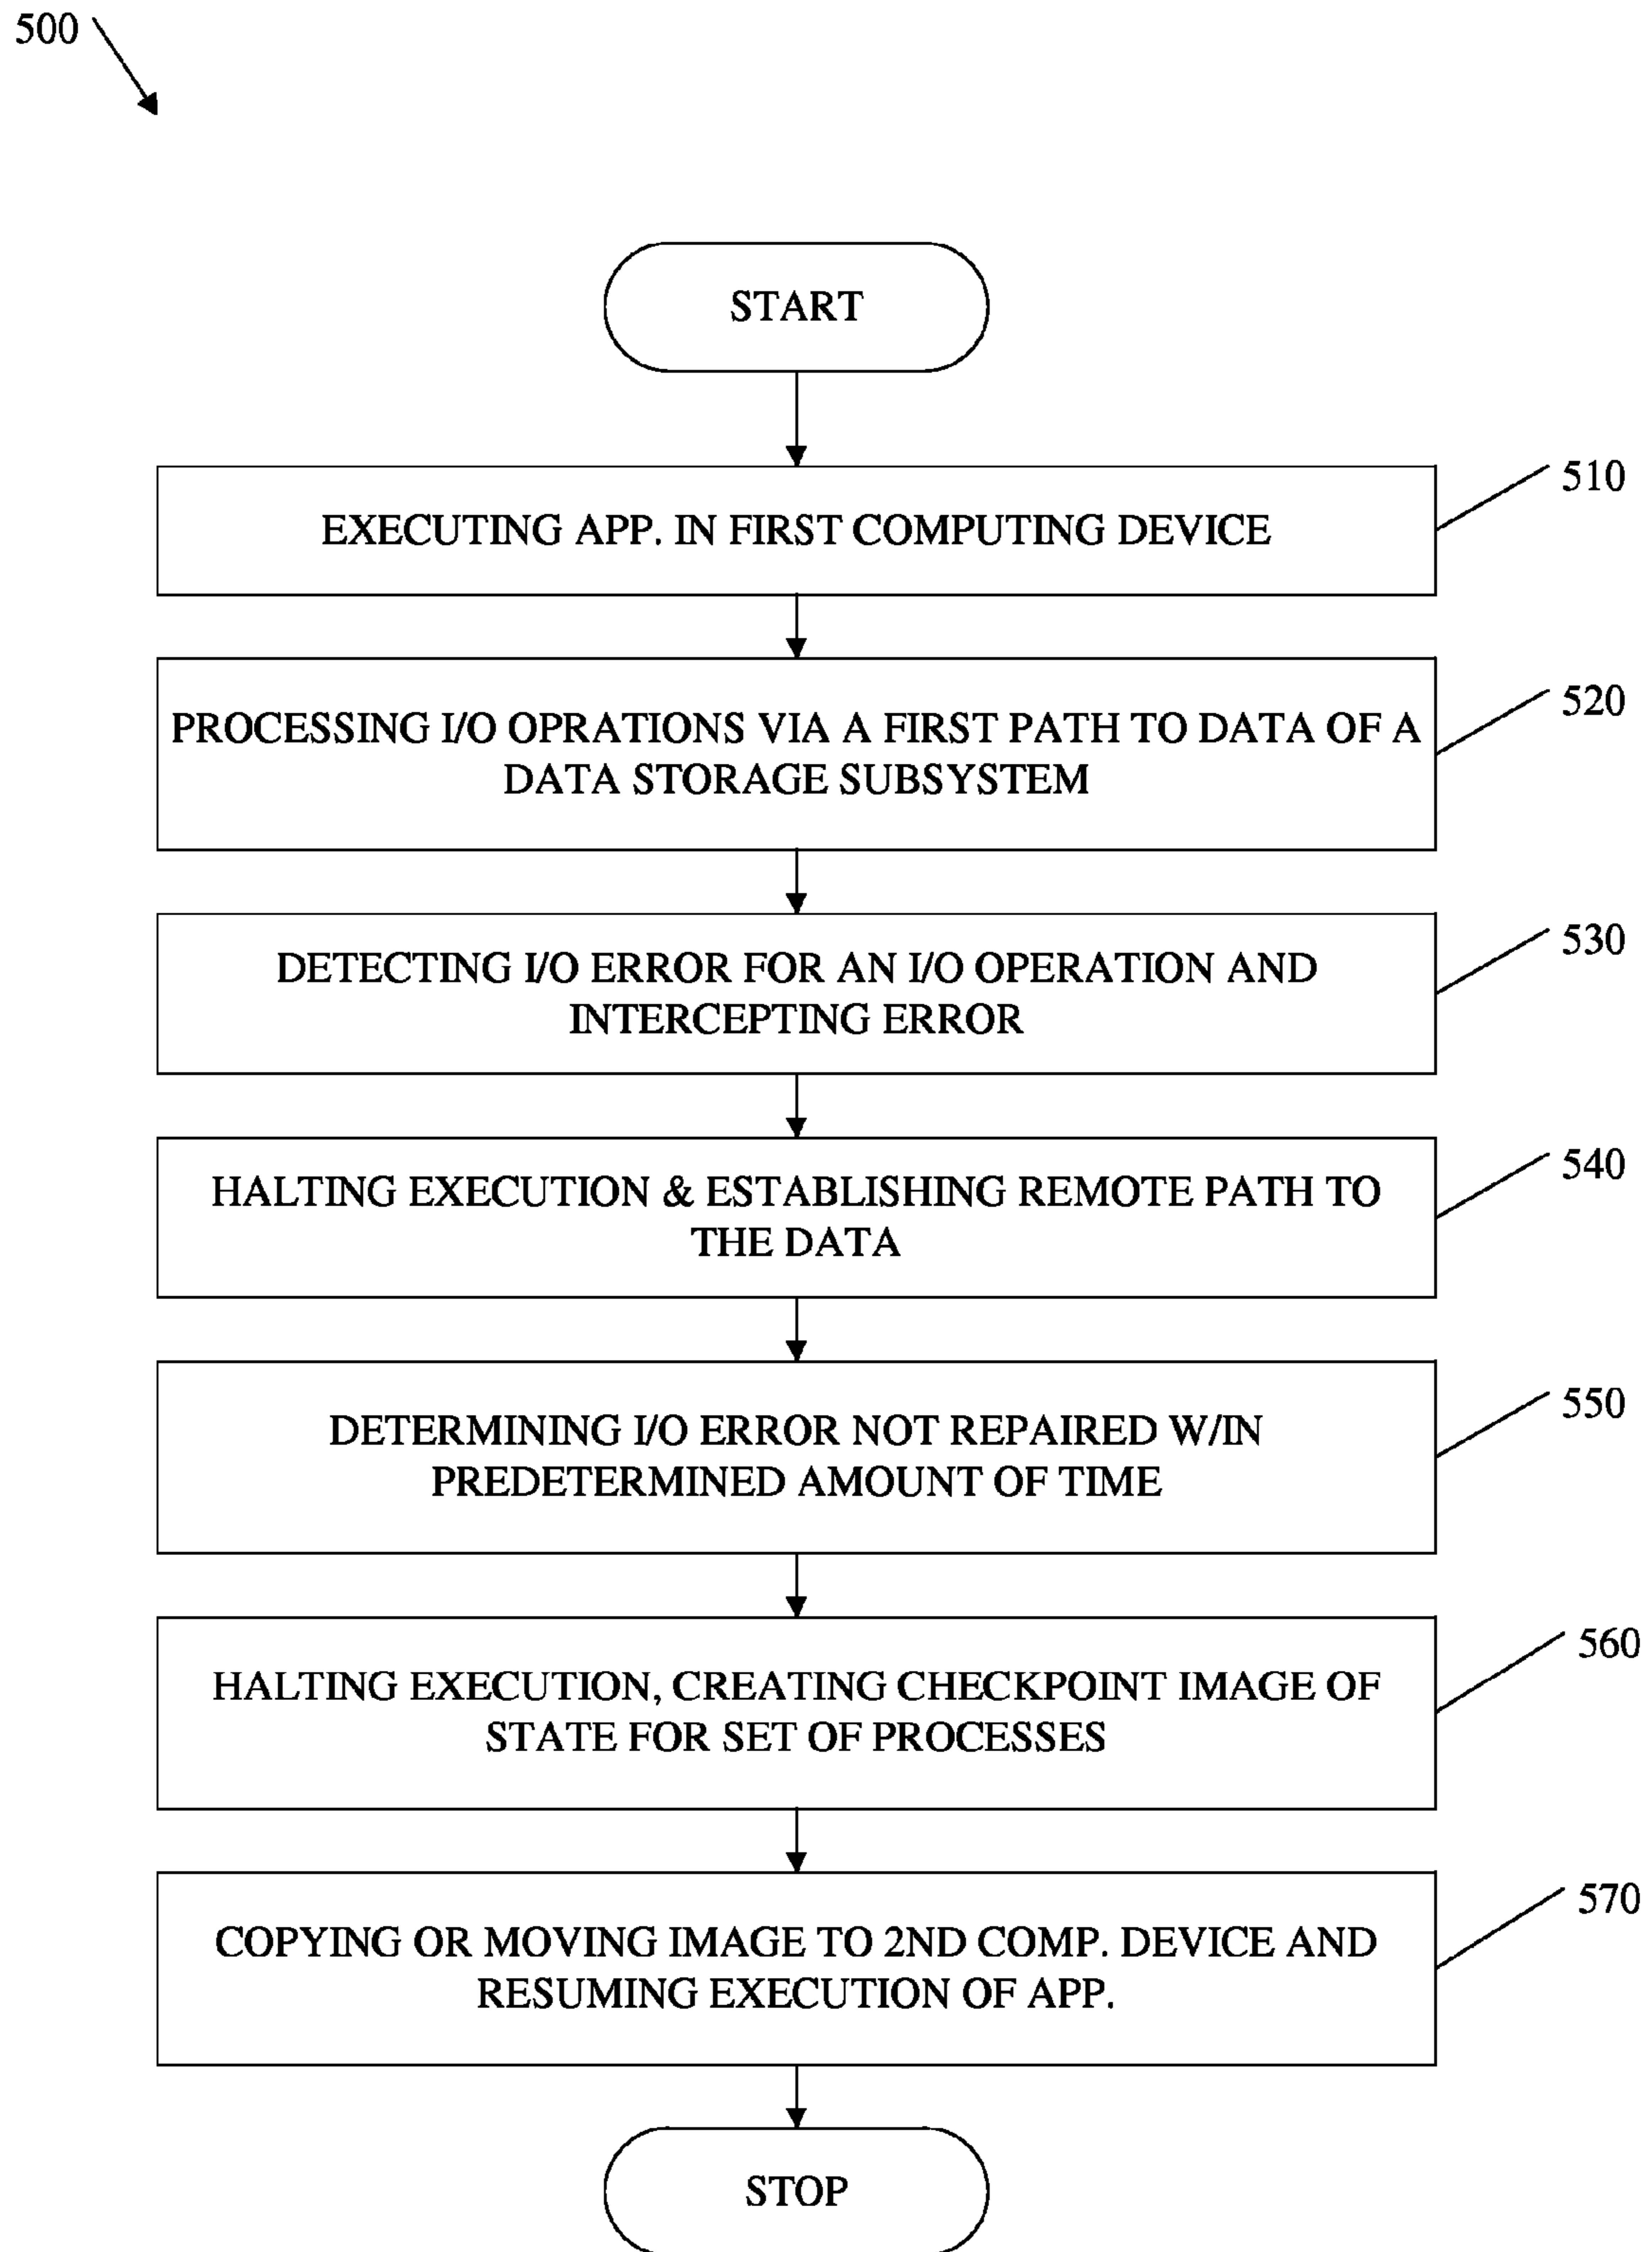 500
START
EXECUTING APP. IN FIRST COMPUTING DEVICE
510
PROCESSING I/O OPRATIONS VIA A FIRST PATH TO DATA OF A
DATA STORAGE SUBSYSTEM
520
DETECTING I/O ERROR FOR AN I/O OPERATION AND
INTERCEPTING ERROR
530
HALTING EXECUTION & ESTABLISHING REMOTE PATH TO
THE DATA
540
DETERMINING I/O ERROR NOT REPAIRED W/IN
PREDETERMINED AMOUNT OF TIME
550
HALTING EXECUTION, CREATING CHECKPOINT IMAGE OF
STATE FOR SET OF PROCESSES
560
COPYING OR MOVING IMAGE TO 2ND COMP. DEVICE AND
RESUMING EXECUTION OF APP.
570
STOP